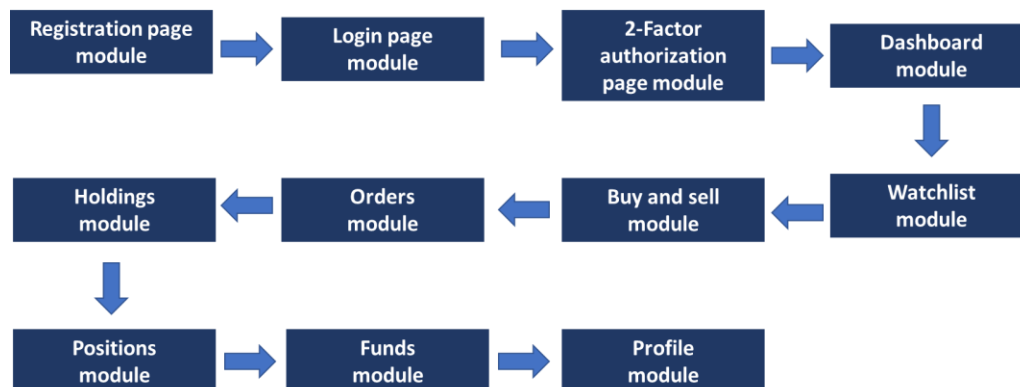 Registration page
module
Login page
module
2-Factor
authorization
page module
Dashboard
module
Holdings
module
Orders
module
Buy and sell
module
Watchlist
module
Positions
module
Funds
module
Profile
module